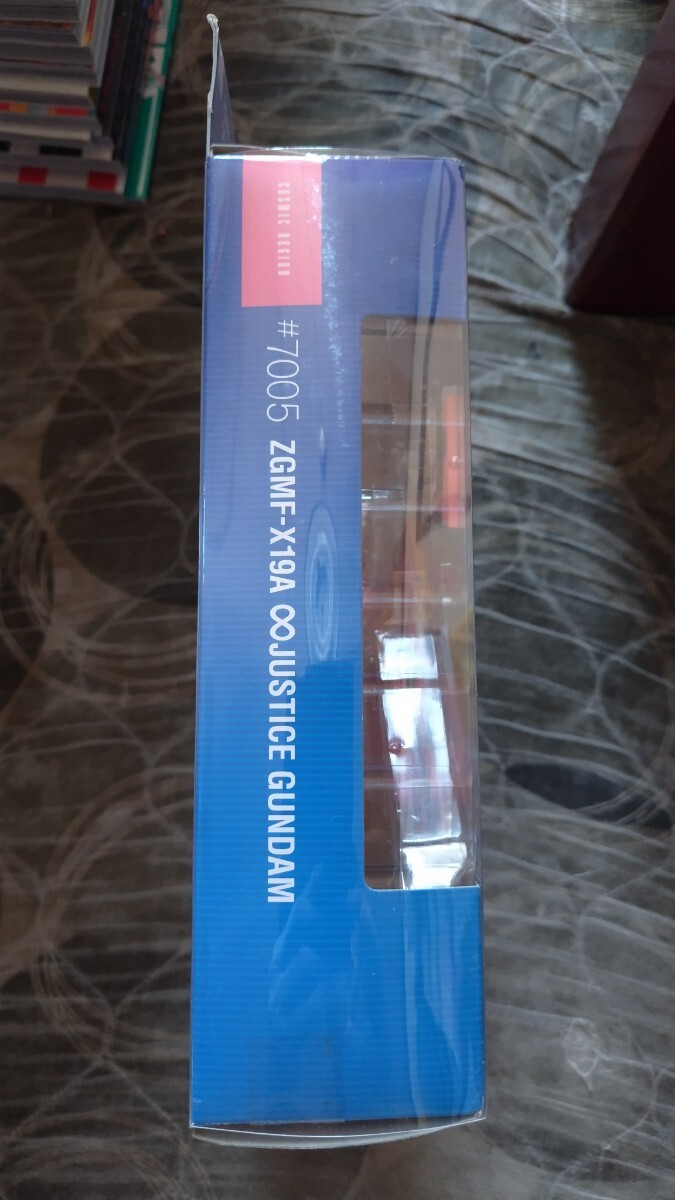 COSMIC REGION
#7005 ZGMF-X19A ∞JUSTICE GUNDAM